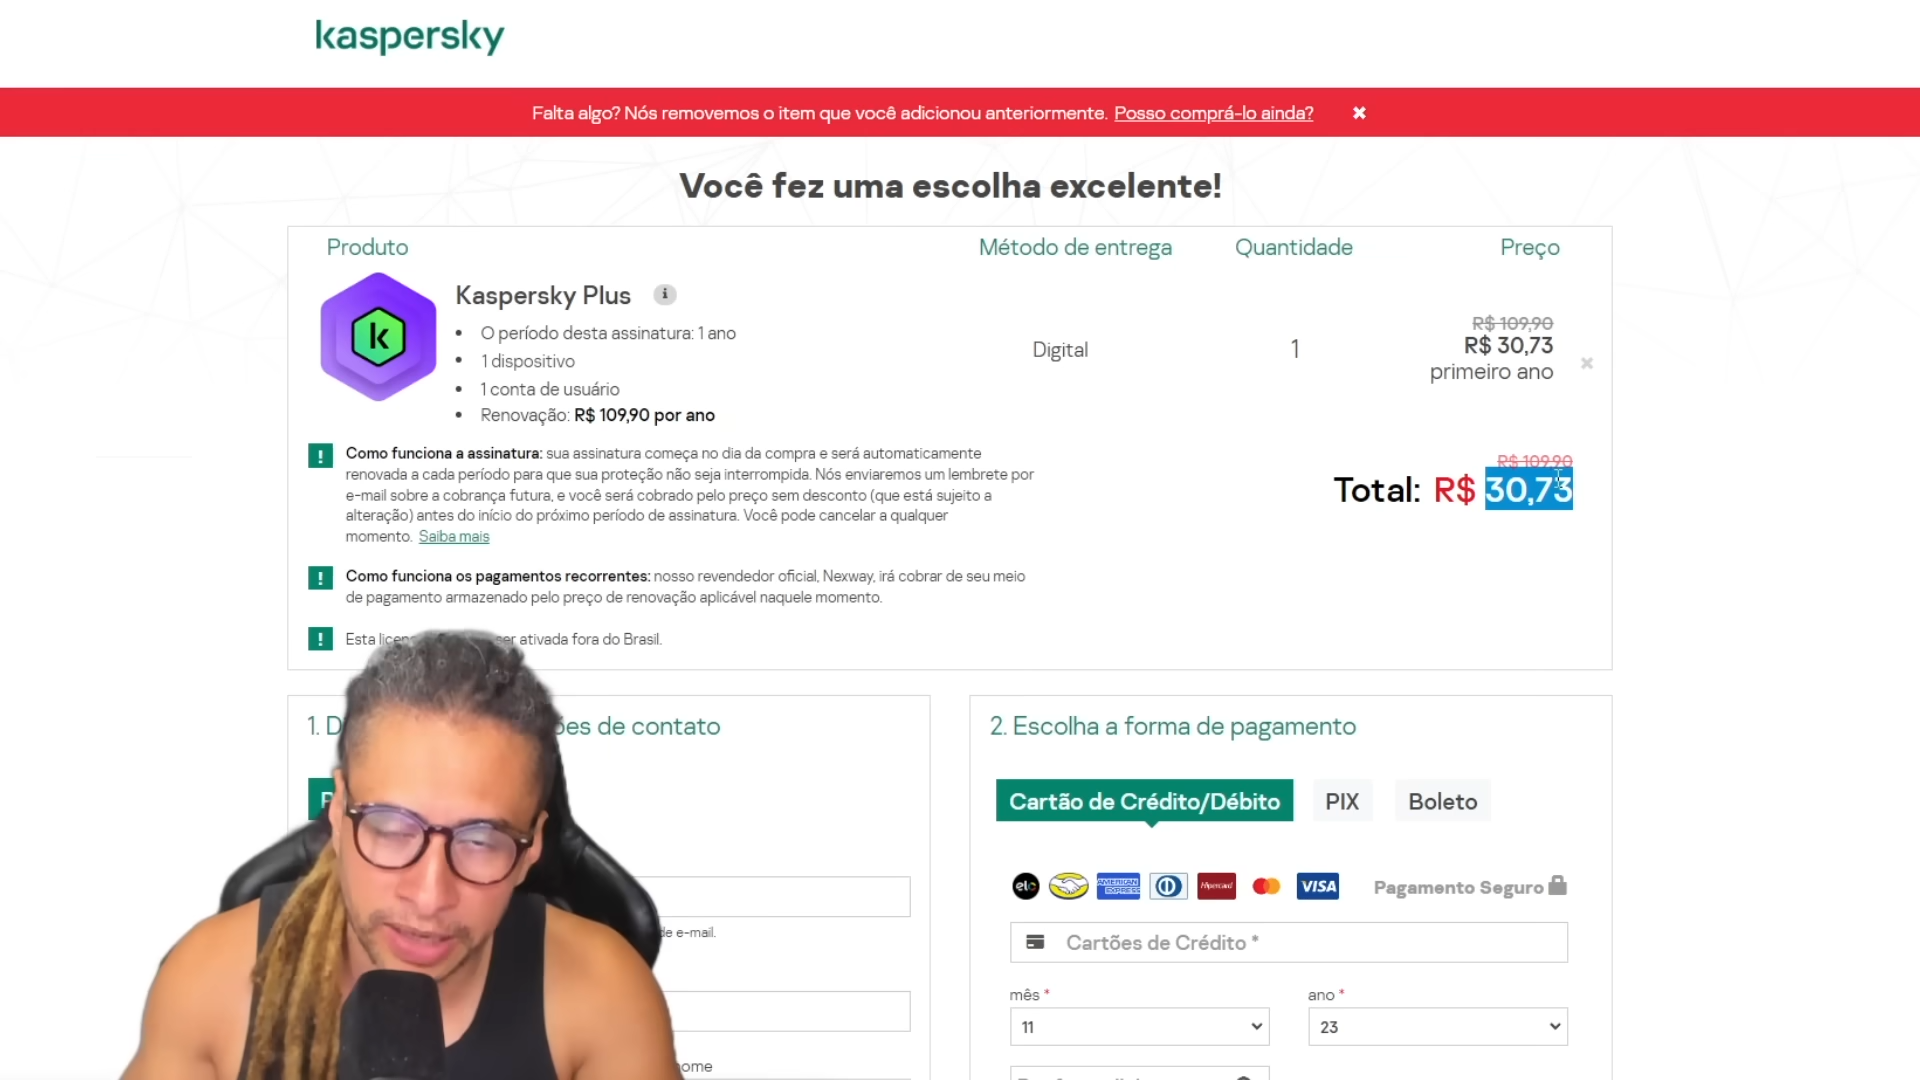 kaspersky
Falta algo? Nós removemos o item que você adicionou anteriormente. Posso comprá-lo ainda? ✖
Você fez uma escolha excelente!
Produto Método de entrega Quantidade Preço
Kaspersky Plus i
• O período desta assinatura: 1 ano
• 1 dispositivo
• 1 conta de usuário
• Renovação: R$ 109,90 por ano
Digital
1
R$ 109,90
R$ 30,73
primeiro ano
! Como funciona a assinatura: sua assinatura começa no dia da compra e será automaticamente
renovada a cada período para que sua proteção não seja interrompida. Nós enviaremos um lembrete por
e-mail sobre a cobrança futura, e você será cobrado pelo preço sem desconto (que está sujeito a
alteração) antes do início do próximo período de assinatura. Você pode cancelar a qualquer
momento. Saiba mais
R$ 109,90
Total: R$ 30,73
! Como funciona os pagamentos recorrentes: nosso revendedor oficial, Nexway, irá cobrar de seu meio
de pagamento armazenado pelo preço de renovação aplicável naquele momento.
! Esta ser ativada fora do Brasil.
1. de contato
de e-mail.
2. Escolha a forma de pagamento
Cartão de Crédito/Débito PIX Boleto
elo AMERICAN EXPRESS Hipercard VISA Pagamento Seguro
Cartões de Crédito *
mês * ano *
11 23